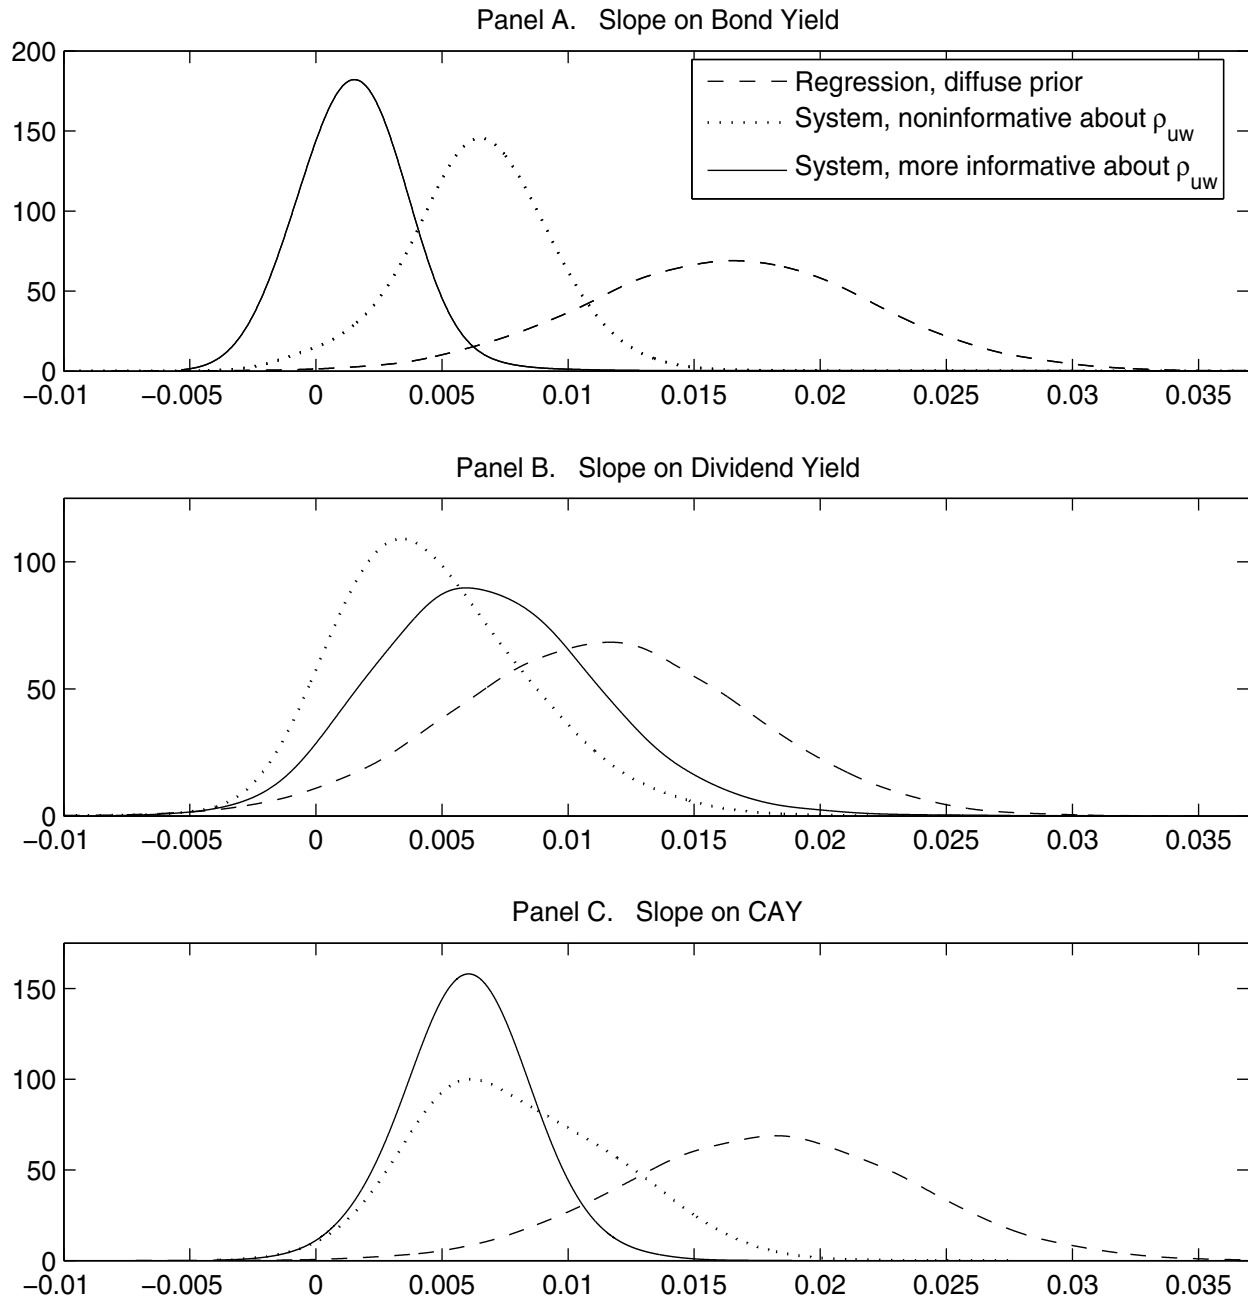 Panel A. Slope on Bond Yield
200
150
100
50
0
Regression, diffuse prior
System, noninformative about ρuw
System, more informative about ρuw
−0.01 −0.005 0 0.005 0.01 0.015 0.02 0.025 0.03 0.035
Panel B. Slope on Dividend Yield
100
50
0
−0.01 −0.005 0 0.005 0.01 0.015 0.02 0.025 0.03 0.035
Panel C. Slope on CAY
150
100
50
0
−0.01 −0.005 0 0.005 0.01 0.015 0.02 0.025 0.03 0.035